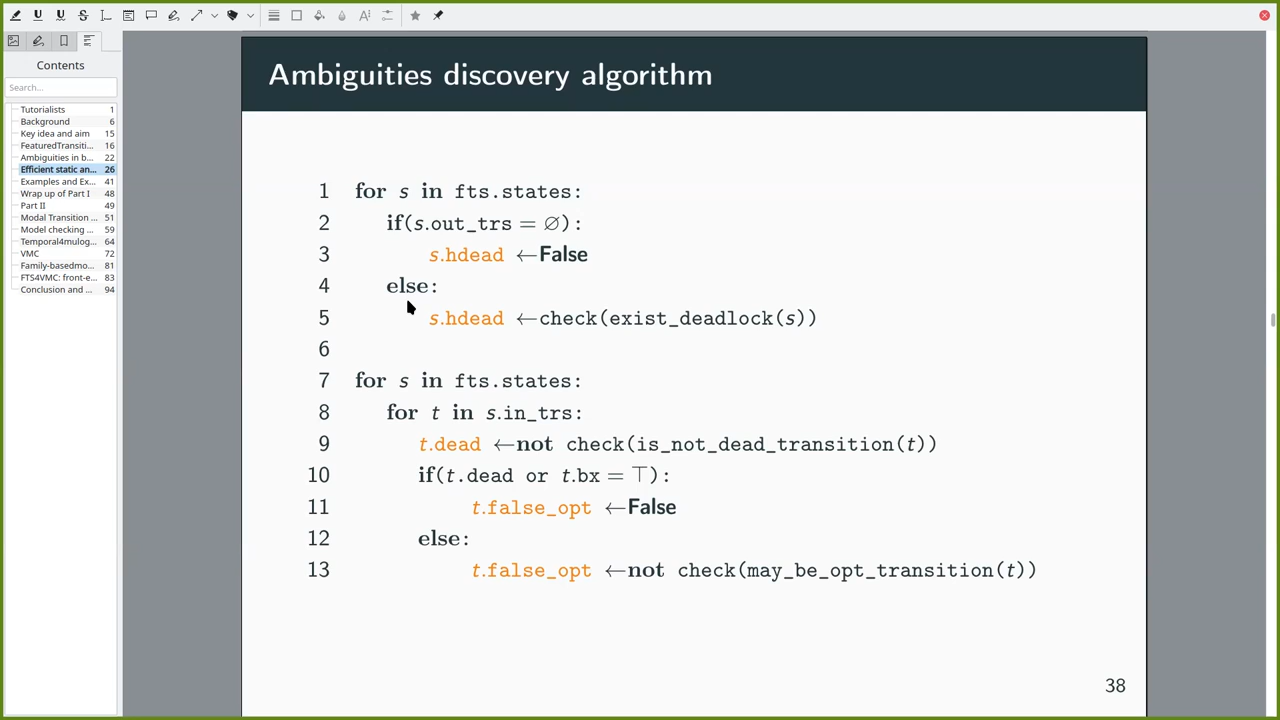 Contents
Search...
Tutorialists 1
Background 6
Key idea and aim 15
FeaturedTransiti... 16
Ambiguities in b... 22
Efficient static an... 26
Examples and Ex... 41
Wrap up of Part I 48
Part II 49
Modal Transition ... 51
Model checking ... 59
Temporal4mulog... 64
VMC 72
Family-basedmo... 81
FTS4VMC: front-e... 83
Conclusion and ... 94
Ambiguities discovery algorithm
1 for s in fts.states:
2 if(s.out_trs = ∅):
3 s.hdead ←False
4 else:
5 s.hdead ←check(exist_deadlock(s))
6
7 for s in fts.states:
8 for t in s.in_trs:
9 t.dead ←not check(is_not_dead_transition(t))
10 if(t.dead or t.bx = ⊤):
11 t.false_opt ←False
12 else:
13 t.false_opt ←not check(may_be_opt_transition(t))
38